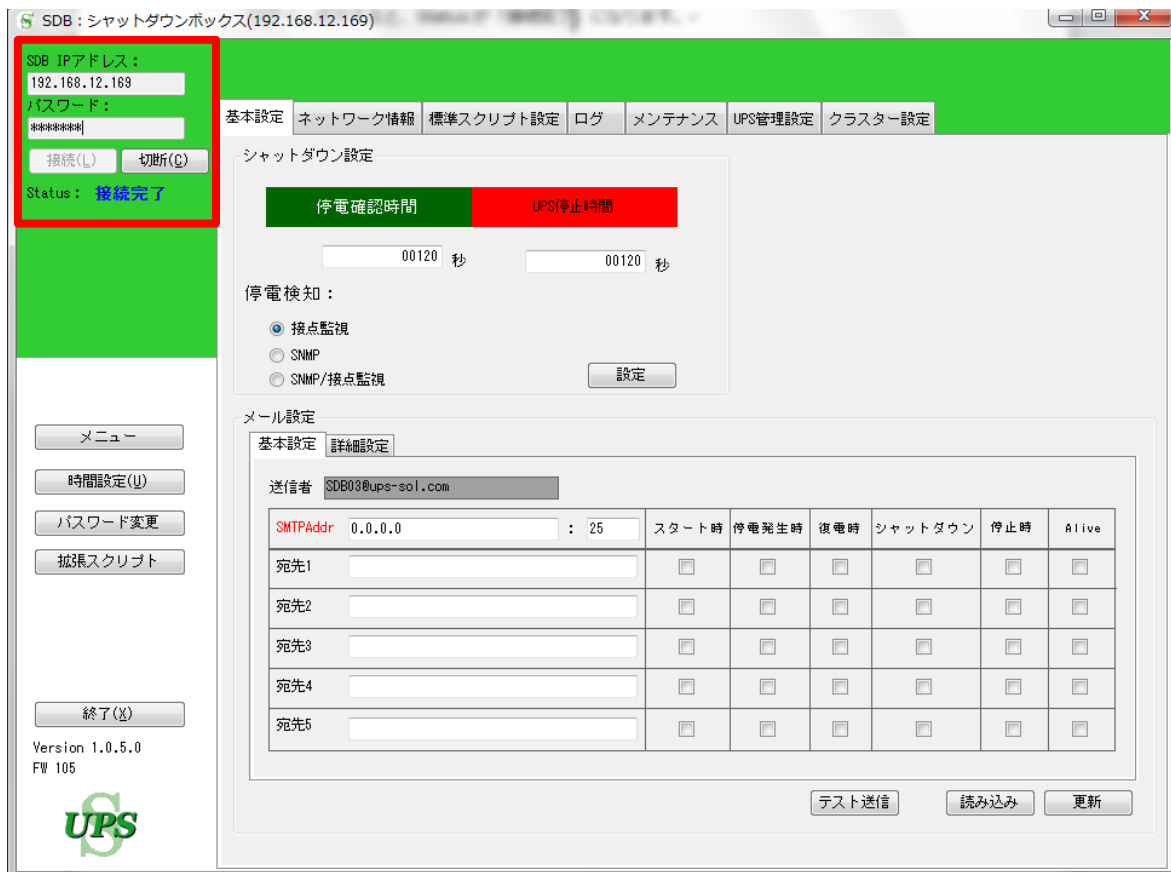 SDB：シャットダウンボックス(192.168.12.169)
SDB IPアドレス：
192.168.12.169
パスワード：
********
接続(L) 切断(C)
Status： 接続完了
基本設定 ネットワーク情報 標準スクリプト設定 ログ メンテナンス UPS管理設定 クラスター設定
シャットダウン設定
停電確認時間 UPS停止時間
00120 秒 00120 秒
停電検知：
接点監視
SNMP
SNMP/接点監視
設定
メニュー
時間設定(U)
パスワード変更
拡張スクリプト
終了(X)
Version 1.0.5.0
FW 105
S UPS
メール設定
基本設定 詳細設定
送信者 SDB03@ups-sol.com
SMTPAddr 0.0.0.0 : 25 スタート時 停電発生時 復電時 シャットダウン 停止時 Alive
宛先1
宛先2
宛先3
宛先4
宛先5
テスト送信 読み込み 更新